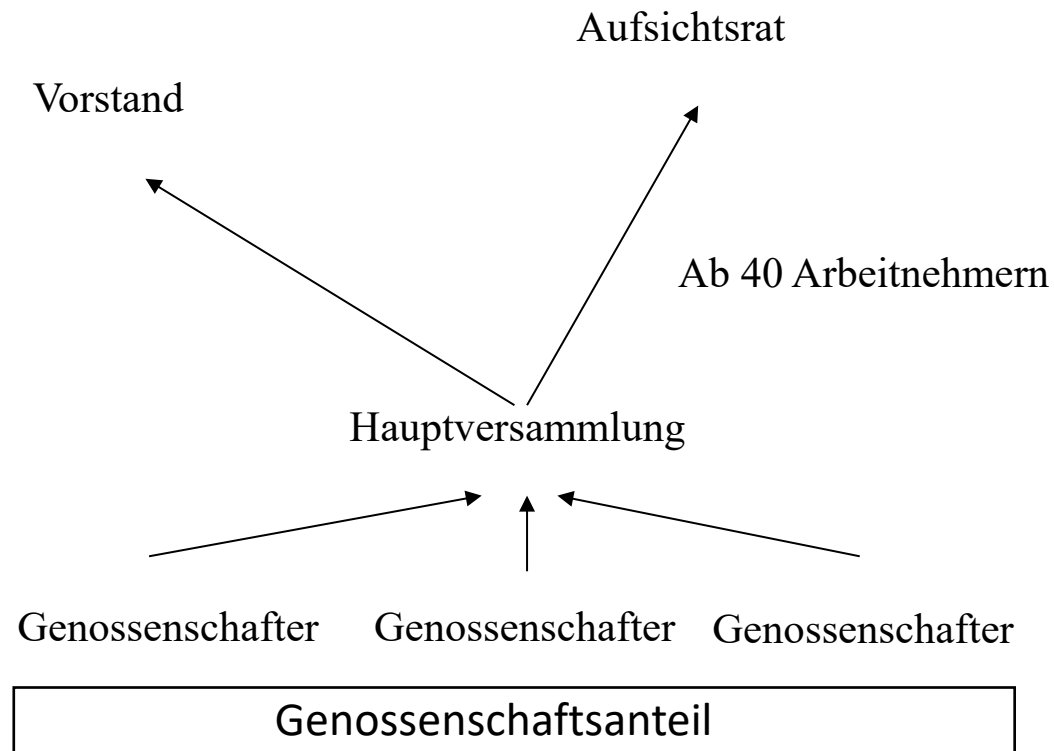 Aufsichtsrat
Vorstand
Ab 40 Arbeitnehmern
Hauptversammlung
Genossenschafter Genossenschafter Genossenschafter
Genossenschaftsanteil